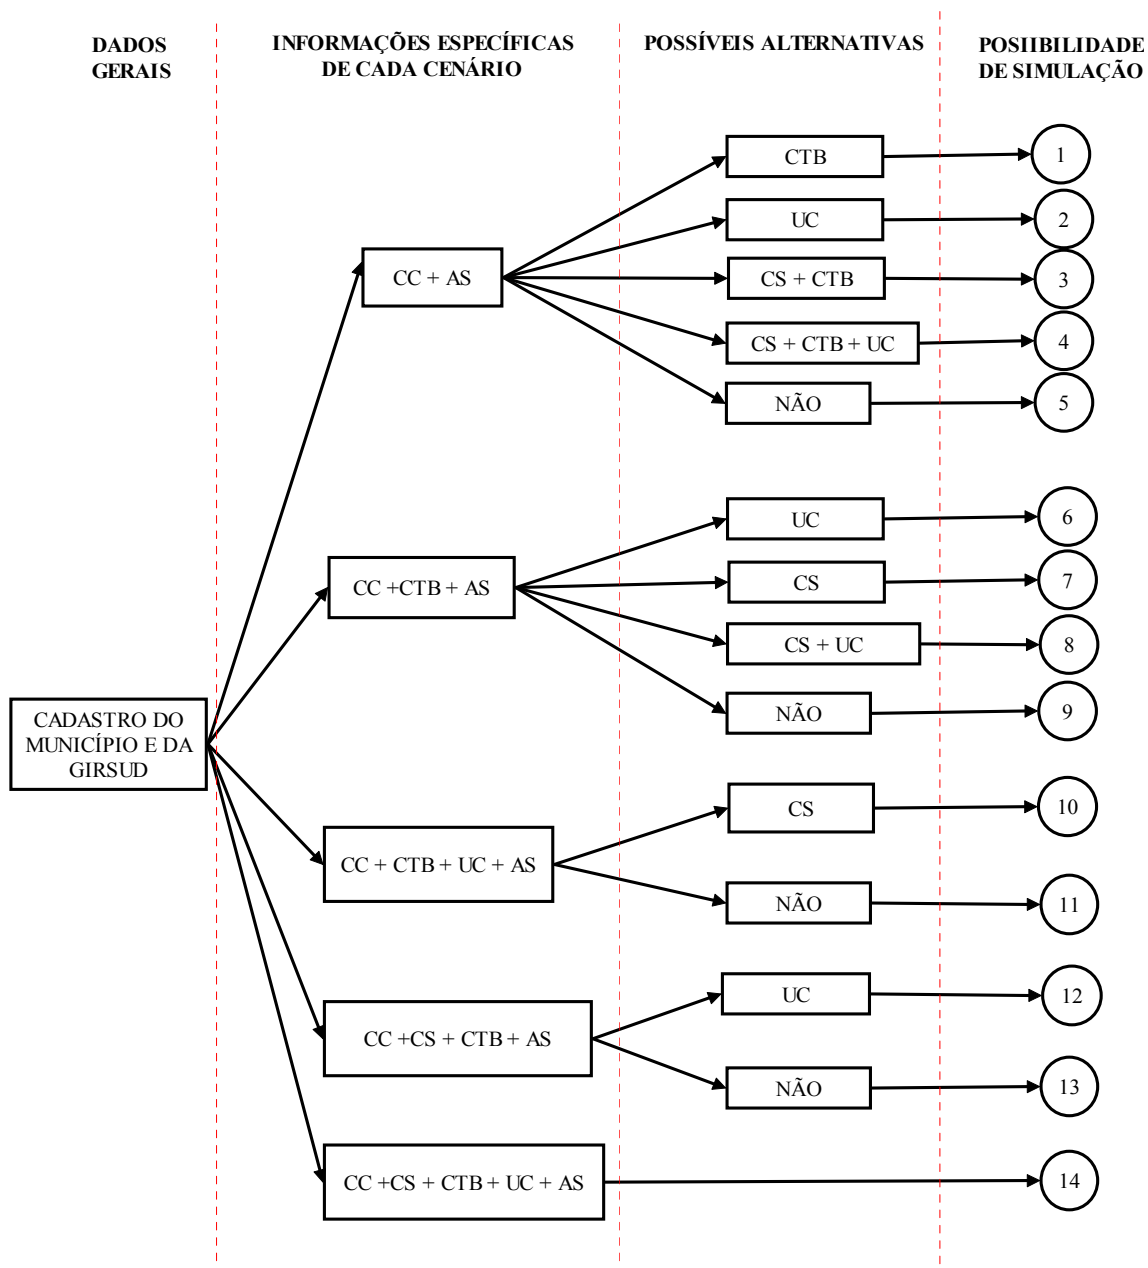 DADOS
GERAIS
INFORMAÇÕES ESPECÍFICAS
DE CADA CENÁRIO
POSSÍVEIS ALTERNATIVAS
POSIIBILIDADE
DE SIMULAÇÃO
CADASTRO DO
MUNICÍPIO E DA
GIRSUD
CC + AS
CTB
1
UC
2
CS + CTB
3
CS + CTB + UC
4
NÃO
5
CC +CTB + AS
UC
6
CS
7
CS + UC
8
NÃO
9
CC + CTB + UC + AS
CS
10
NÃO
11
CC +CS + CTB + AS
UC
12
NÃO
13
CC +CS + CTB + UC + AS
14